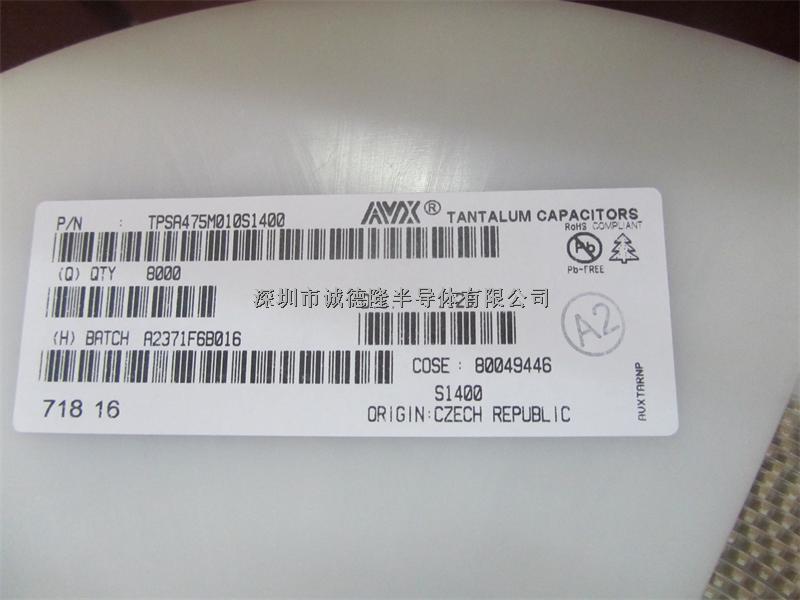 P/N : TPSA475M010S1400
AVX® TANTALUM CAPACITORS
RoHS COMPLIANT
Pb
Pb-FREE
(Q) QTY 8000
深圳市诚德隆半导体有限公司
A2
(H) BATCH A2371F6B016
COSE : 80049446
S1400
718 16
ORIGIN:CZECH REPUBLIC
AVXTARNP